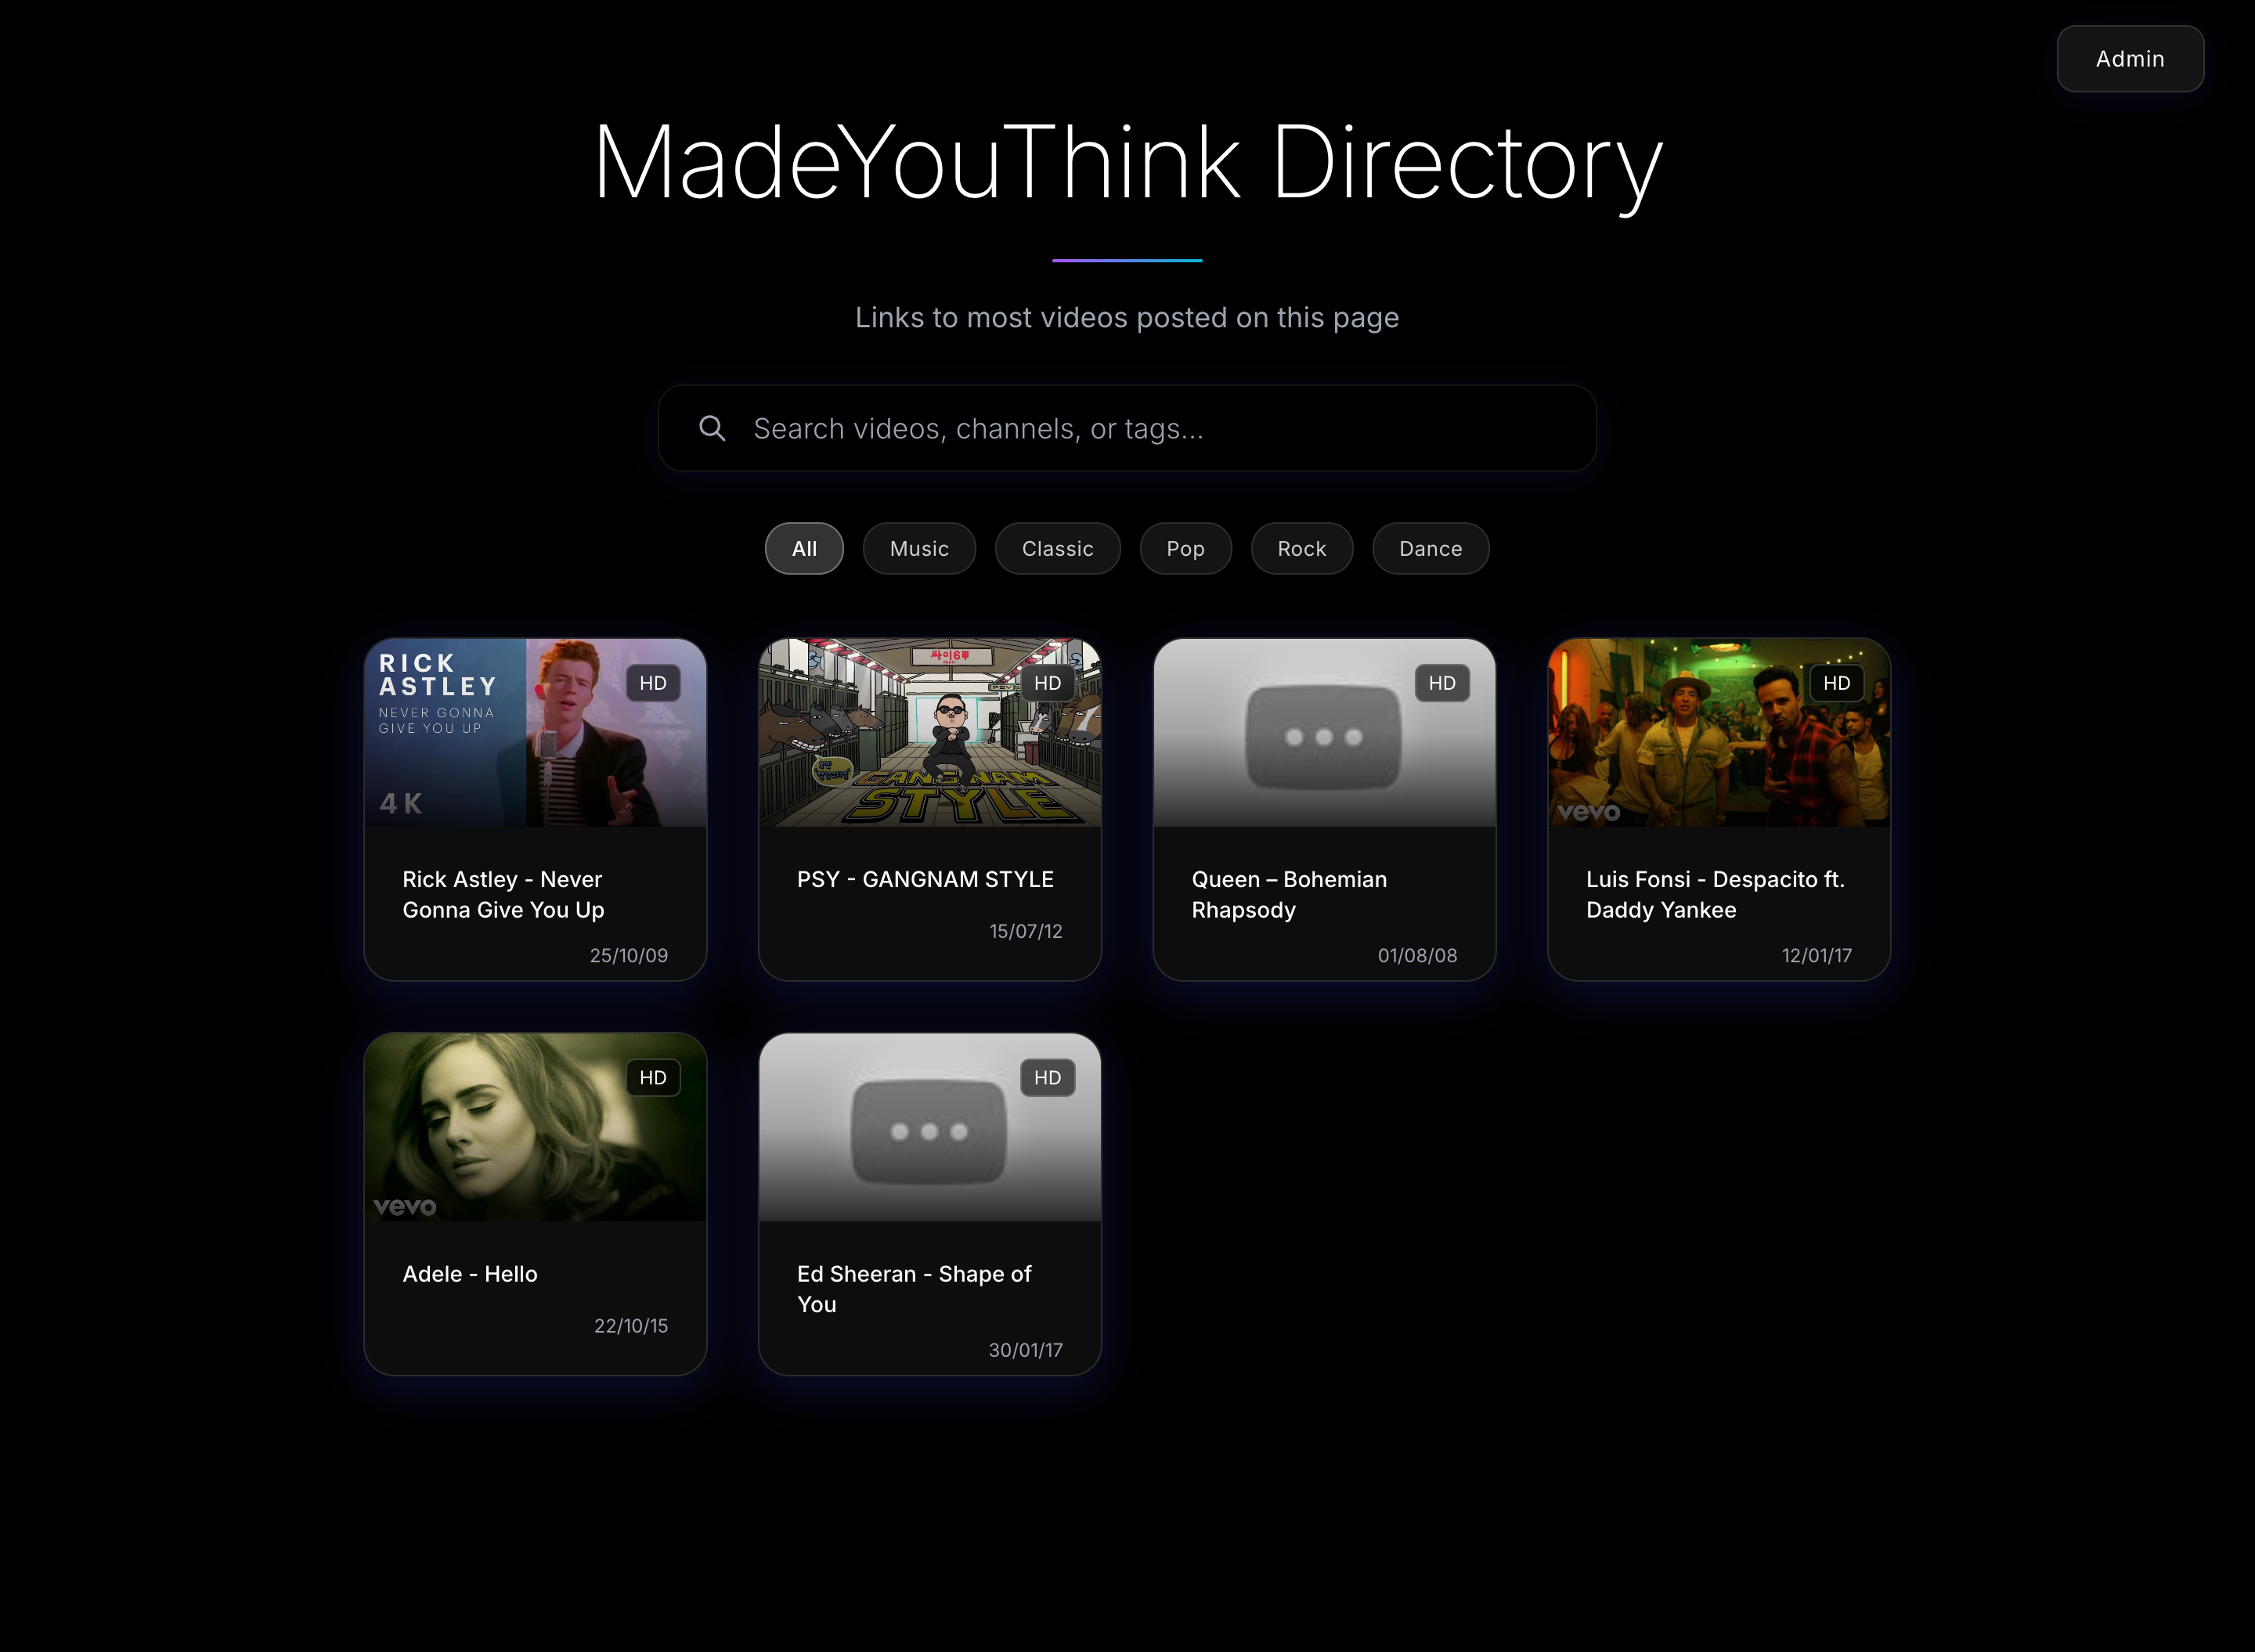 Admin
MadeYouThink Directory
Links to most videos posted on this page
Search videos, channels, or tags...
All
Music
Classic
Pop
Rock
Dance
RICK
ASTLEY
NEVER GONNA
GIVE YOU UP
4K
HD
싸이6甲
HD
GANGNAM
STYLE
HD
vevo
HD
Rick Astley - Never
Gonna Give You Up
25/10/09
PSY - GANGNAM STYLE
15/07/12
Queen – Bohemian
Rhapsody
01/08/08
Luis Fonsi - Despacito ft.
Daddy Yankee
12/01/17
vevo
HD
HD
Adele - Hello
22/10/15
Ed Sheeran - Shape of
You
30/01/17